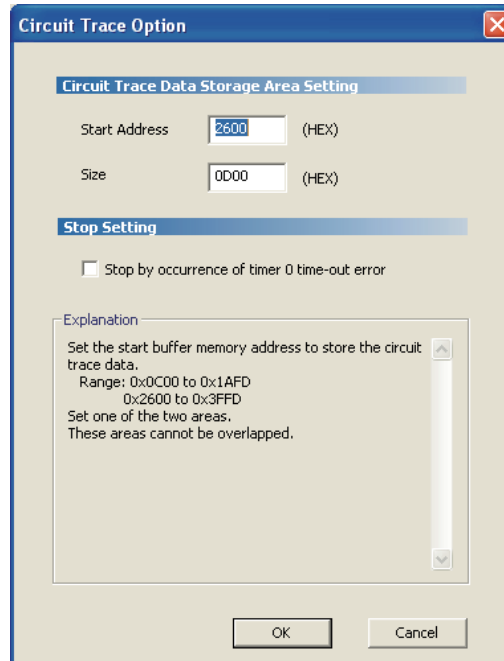 Circuit Trace Option
Circuit Trace Data Storage Area Setting
Start Address 2600 (HEX)
Size 0D00 (HEX)
Stop Setting
Stop by occurrence of timer 0 time-out error
Explanation
Set the start buffer memory address to store the circuit
trace data.
Range: 0x0C00 to 0x1AFD
0x2600 to 0x3FFD
Set one of the two areas.
These areas cannot be overlapped.
OK Cancel